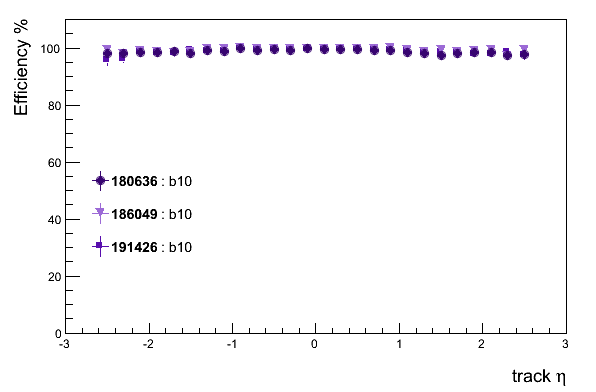 Efficiency %
100
80
60
40
20
0
180636 : b10
186049 : b10
191426 : b10
-3 -2 -1 0 1 2 3
track η